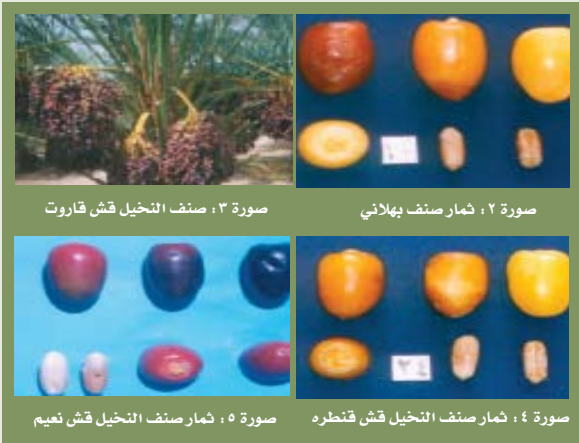 صورة ٢ : ثمار صنف بهلاني
صورة ٣ : صنف النخيل قش قاروت
صورة ٤ : ثمار صنف النخيل قش قنطره
صورة ٥ : ثمار صنف النخيل قش نعيم